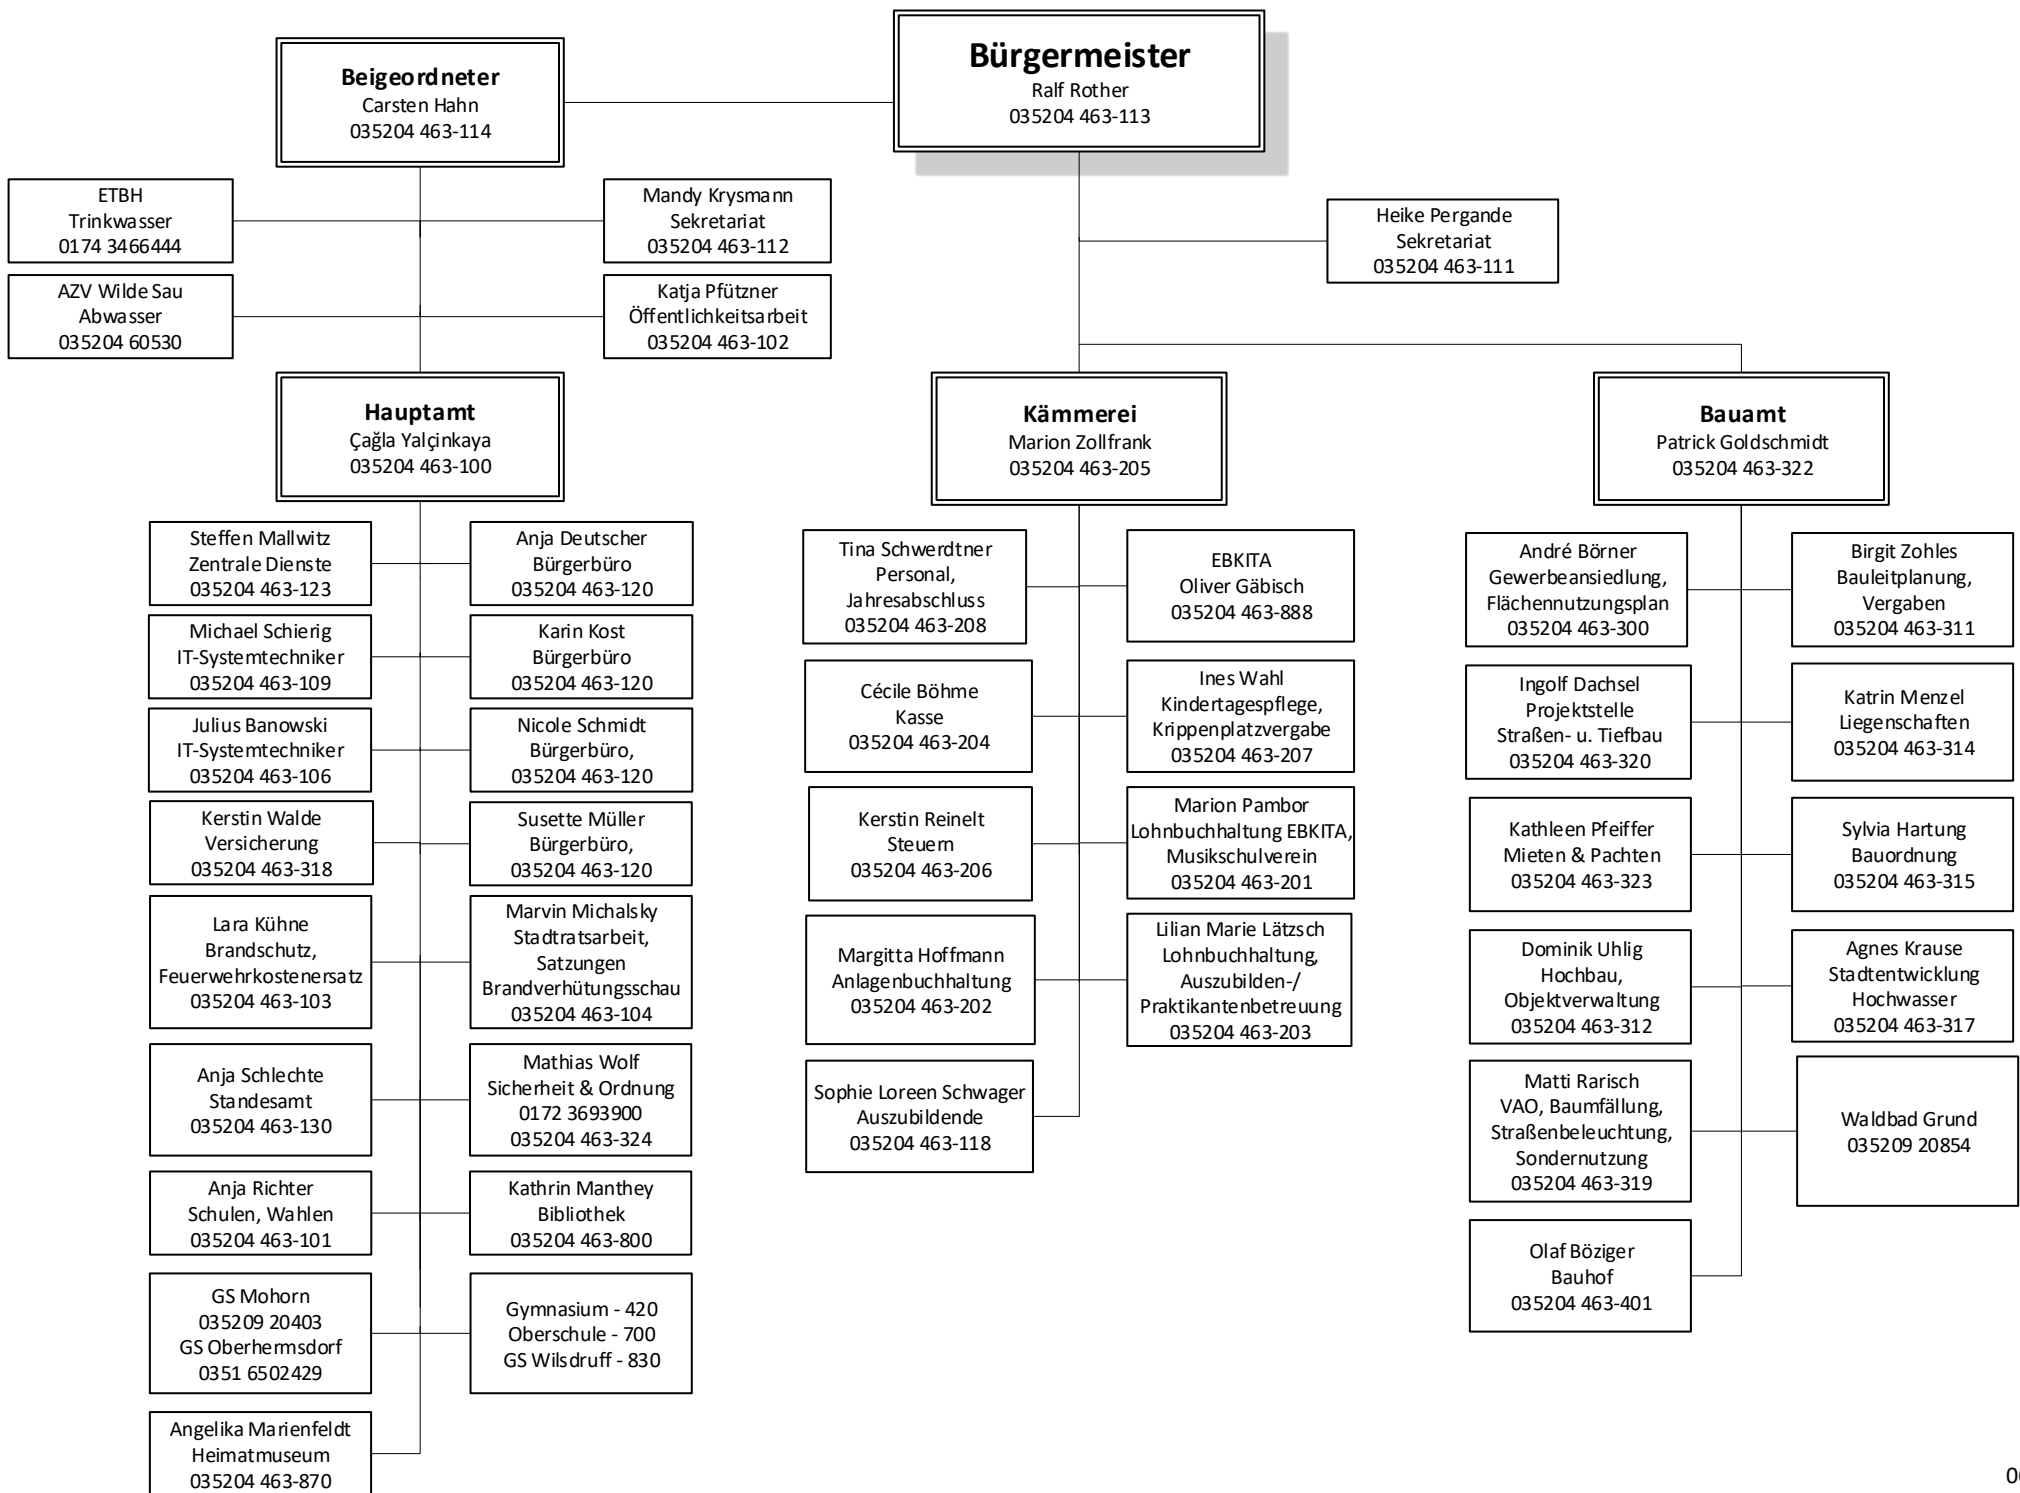 Bürgermeister
Ralf Rother
035204 463-113
Beigeordneter
Carsten Hahn
035204 463-114
ETBH
Trinkwasser
0174 3466444
Mandy Krysmann
Sekretariat
035204 463-112
Heike Pergande
Sekretariat
035204 463-111
AZV Wilde Sau
Abwasser
035204 60530
Katja Pfützner
Öffentlichkeitsarbeit
035204 463-102
Hauptamt
Çağla Yalçinkaya
035204 463-100
Steffen Mallwitz
Zentrale Dienste
035204 463-123
Anja Deutscher
Bürgerbüro
035204 463-120
Michael Schierig
IT-Systemtechniker
035204 463-109
Karin Kost
Bürgerbüro
035204 463-120
Julius Banowski
IT-Systemtechniker
035204 463-106
Nicole Schmidt
Bürgerbüro,
035204 463-120
Kerstin Walde
Versicherung
035204 463-318
Susette Müller
Bürgerbüro,
035204 463-120
Lara Kühne
Brandschutz,
Feuerwehrkostenersatz
035204 463-103
Marvin Michalsky
Stadtratsarbeit,
Satzungen
Brandverhütungsschau
035204 463-104
Anja Schlechte
Standesamt
035204 463-130
Mathias Wolf
Sicherheit & Ordnung
0172 3693900
035204 463-324
Anja Richter
Schulen, Wahlen
035204 463-101
Kathrin Manthey
Bibliothek
035204 463-800
GS Mohorn
035209 20403
GS Oberhermsdorf
0351 6502429
Gymnasium - 420
Oberschule - 700
GS Wilsdruff - 830
Angelika Marienfeldt
Heimatmuseum
035204 463-870
Kämmerei
Marion Zollfrank
035204 463-205
Tina Schwerdtner
Personal,
Jahresabschluss
035204 463-208
EBKITA
Oliver Gäbisch
035204 463-888
Cécile Böhme
Kasse
035204 463-204
Ines Wahl
Kindertagespflege,
Krippenplatzvergabe
035204 463-207
Kerstin Reinelt
Steuern
035204 463-206
Marion Pambor
Lohnbuchhaltung EBKITA,
Musikschulverein
035204 463-201
Margitta Hoffmann
Anlagenbuchhaltung
035204 463-202
Lilian Marie Lätzsch
Lohnbuchhaltung,
Auszubilden-/
Praktikantenbetreuung
035204 463-203
Sophie Loreen Schwager
Auszubildende
035204 463-118
Bauamt
Patrick Goldschmidt
035204 463-322
André Börner
Gewerbeansiedlung,
Flächennutzungsplan
035204 463-300
Birgit Zohles
Bauleitplanung,
Vergaben
035204 463-311
Ingolf Dachsel
Projektstelle
Straßen- u. Tiefbau
035204 463-320
Katrin Menzel
Liegenschaften
035204 463-314
Kathleen Pfeiffer
Mieten & Pachten
035204 463-323
Sylvia Hartung
Bauordnung
035204 463-315
Dominik Uhlig
Hochbau,
Objektverwaltung
035204 463-312
Agnes Krause
Stadtentwicklung
Hochwasser
035204 463-317
Matti Rarisch
VAO, Baumfällung,
Straßenbeleuchtung,
Sondernutzung
035204 463-319
Waldbad Grund
035209 20854
Olaf Böziger
Bauhof
035204 463-401